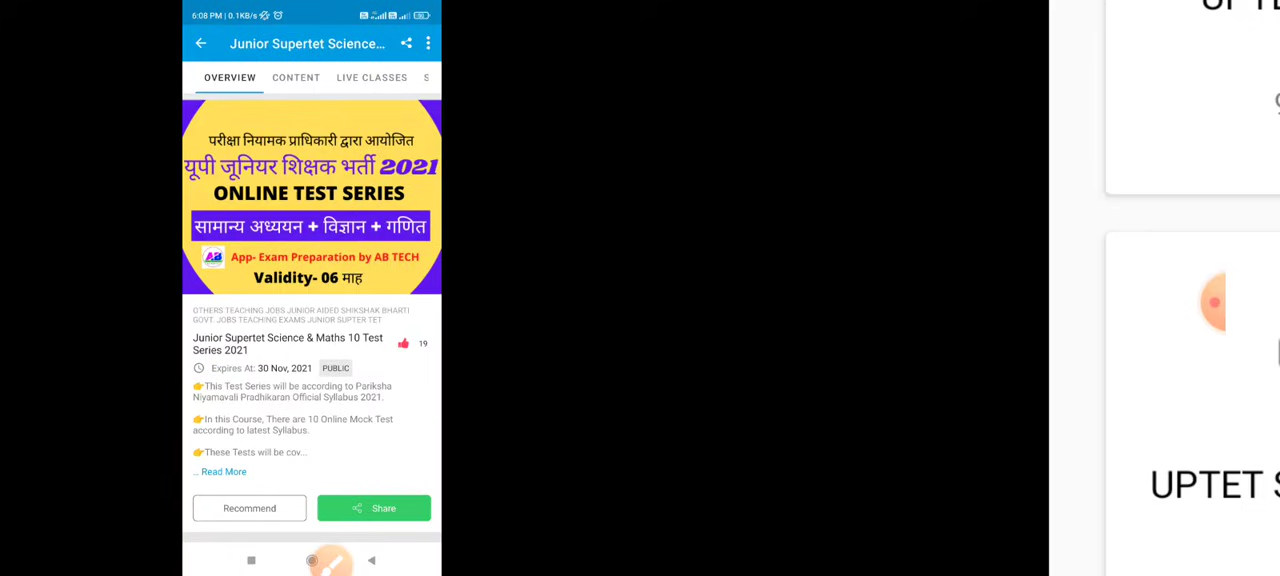 6:08 PM | 0.1KB/s
Junior Supertet Science...
OVERVIEW CONTENT LIVE CLASSES S
परीक्षा नियामक प्राधिकारी द्वारा आयोजित
यूपी जूनियर शिक्षक भर्ती 2021
ONLINE TEST SERIES
सामान्य अध्ययन + विज्ञान + गणित
AB App- Exam Preparation by AB TECH
Validity- 06 माह
OTHERS TEACHING JOBS JUNIOR AIDED SHIKSHAK BHARTI
GOVT JOBS TEACHING EXAMS JUNIOR SUPTER TET
Junior Supertet Science & Maths 10 Test
Series 2021
19
Expires At: 30 Nov, 2021 PUBLIC
👉This Test Series will be according to Pariksha
Niyamavali Pradhikaran Official Syllabus 2021.
👉In this Course, There are 10 Online Mock Test
according to latest Syllabus.
👉These Tests will be cov...
... Read More
Recommend Share
UPTET S